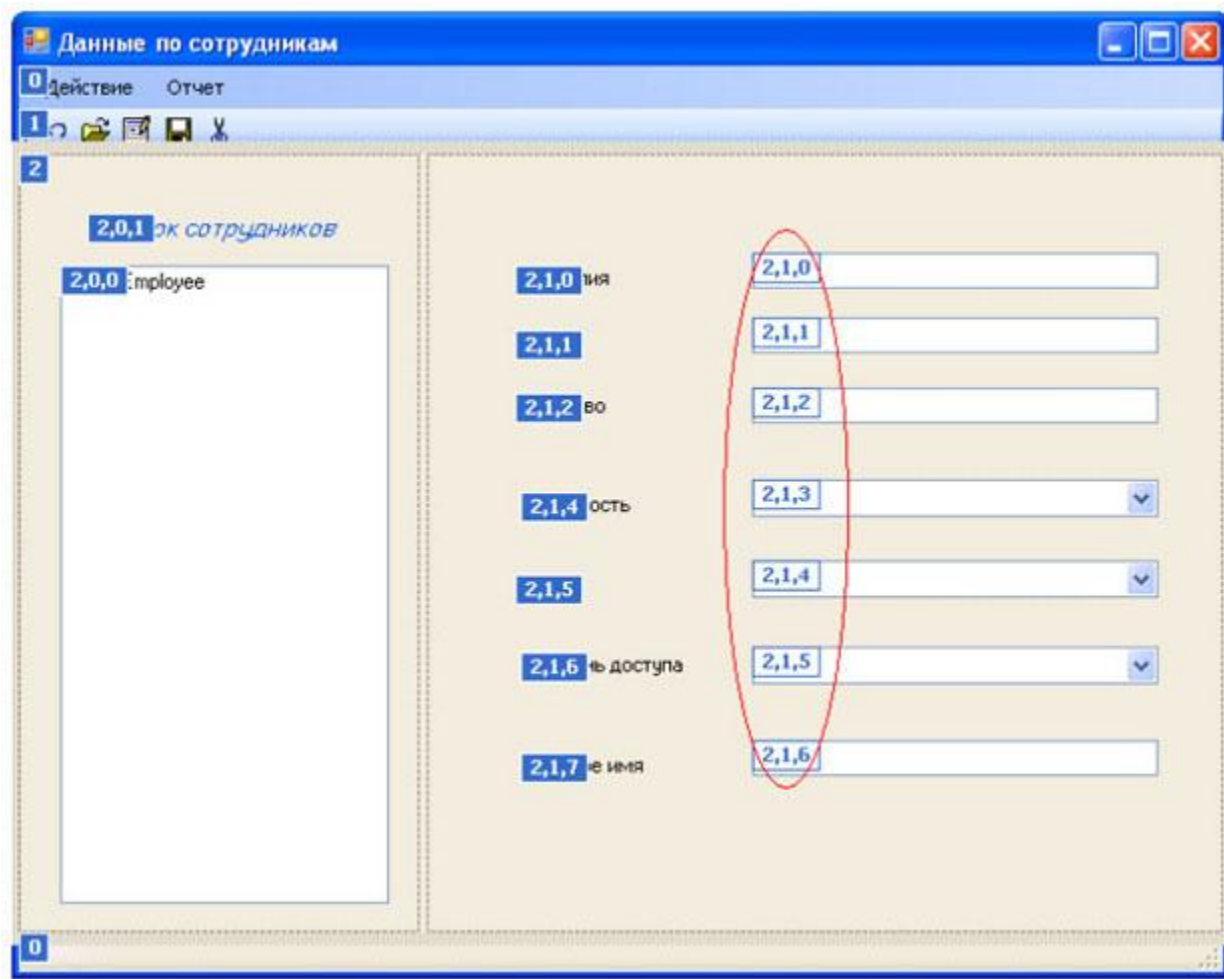 Данные по сотрудникам
0 Действие Отчет
1
2
2,0,1 ок сотрудников
2,0,0 Employee
2,1,0 лия 2,1,0
2,1,1 2,1,1
2,1,2 во 2,1,2
2,1,4 ость 2,1,3
2,1,5 2,1,4
2,1,6 нь доступа 2,1,5
2,1,7 е имя 2,1,6
0